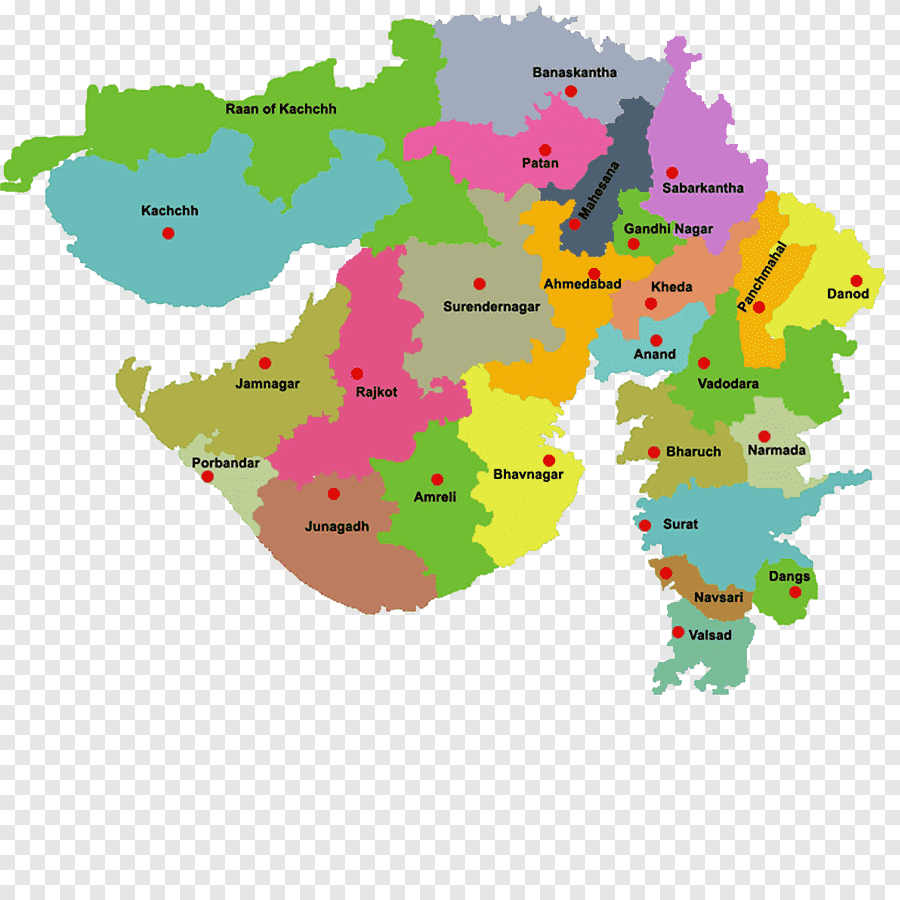 Banaskantha
Raan of Kachchh
Patan
Mahesana
Sabarkantha
Kachchh
Gandhi Nagar
Panchmahal
Ahmedabad
Kheda
Danod
Surendernagar
Anand
Jamnagar
Rajkot
Vadodara
Porbandar
Bharuch
Narmada
Bhavnagar
Amreli
Junagadh
Surat
Dangs
Navsari
Valsad